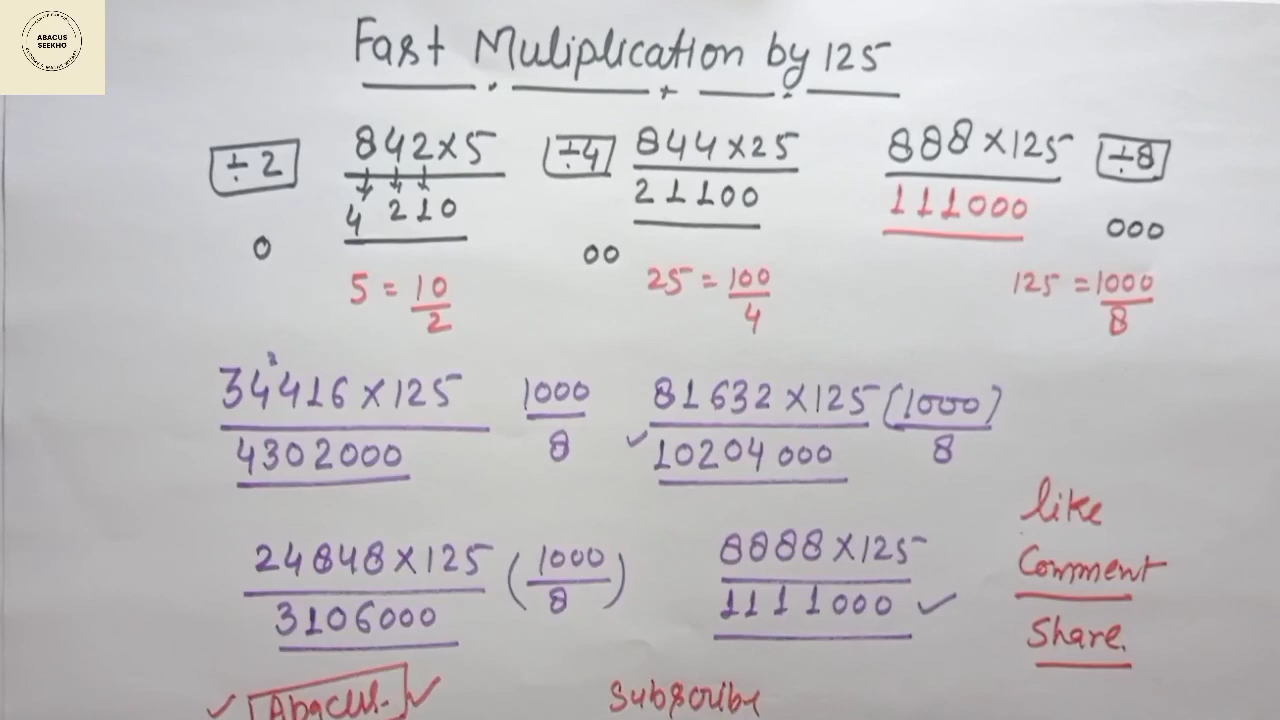 ABACUS
SEEKHO
Fast Muliplication by 125
÷2 842×5 ÷4 844×25 888×125 ÷8
4210 21100 111000
0 00 000
5 = 10/2 25 = 100/4 125 = 1000/8
34416×125 1000/8 81632×125 (1000)/8
4302000 10204000
24848×125 (1000/8) 8888×125
3106000 1111000
like
Comment
Share.
Abacus. Subscribe